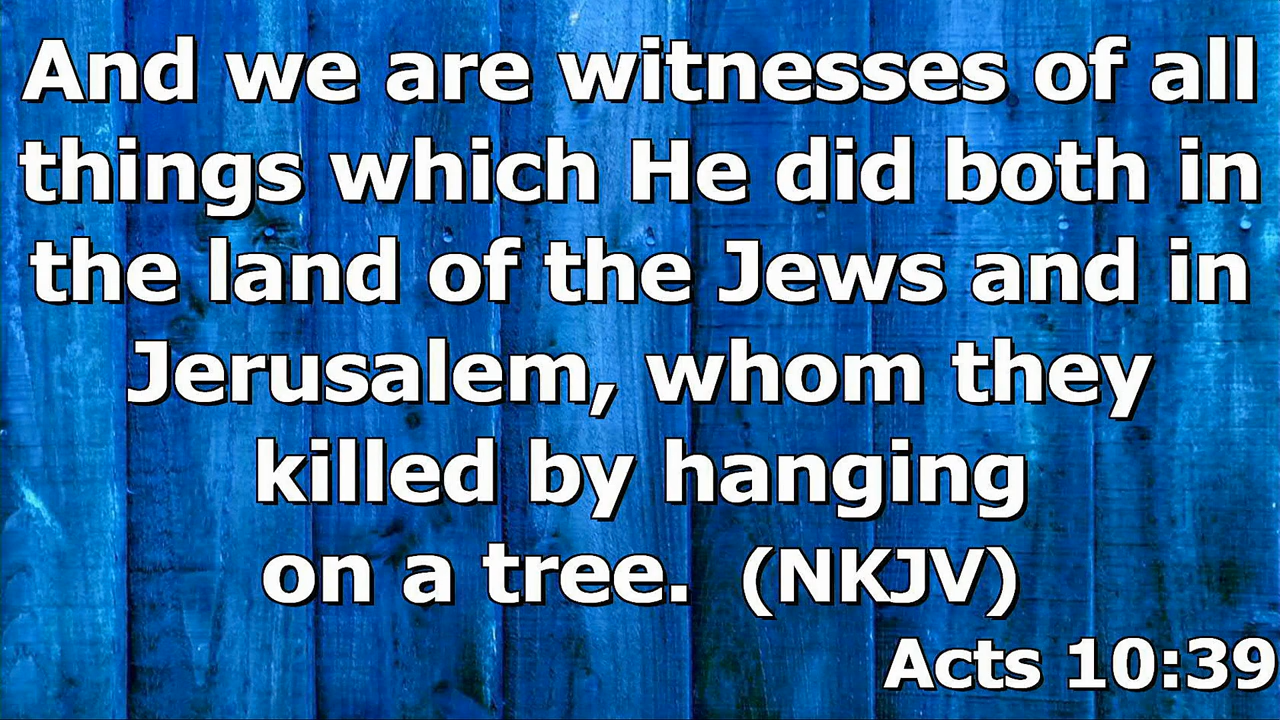 And we are witnesses of all
things which He did both in
the land of the Jews and in
Jerusalem, whom they
killed by hanging
on a tree. (NKJV)
Acts 10:39